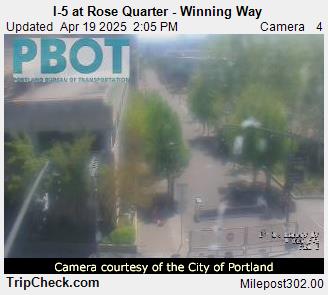 I-5 at Rose Quarter - Winning Way
Updated Apr 19 2025 2:05 PM Camera 4
PBOT
PORTLAND BUREAU OF TRANSPORTATION
Camera courtesy of the City of Portland
TripCheck.com Milepost302.00